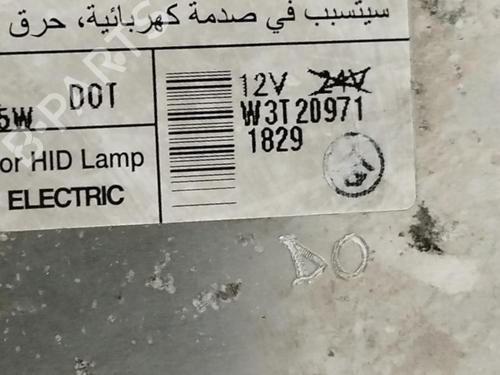 سيتسبب في صدمة كهربائية، حرق
DOT
5W
or HID Lamp
ELECTRIC
12V 24V
W3T20971
1829